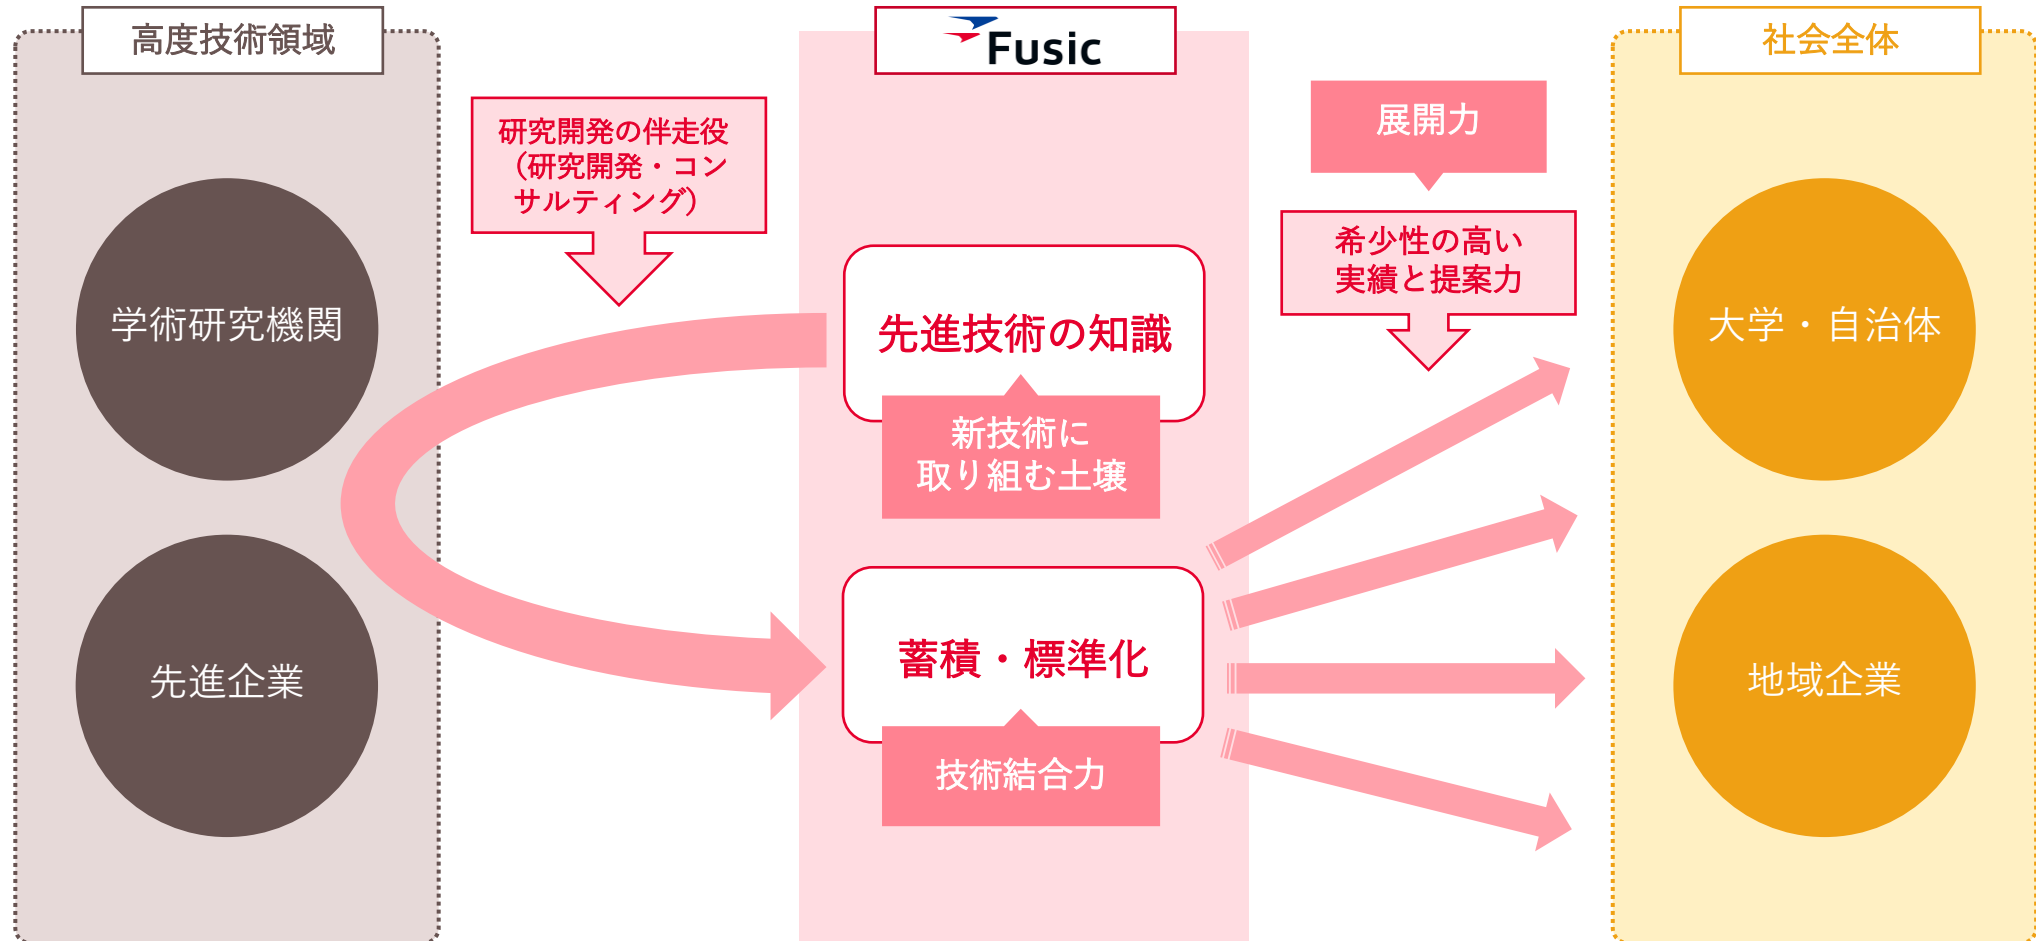 高度技術領域
学術研究機関
先進企業
研究開発の伴走役
（研究開発・コン
サルティング）
Fusic
先進技術の知識
新技術に
取り組む土壌
蓄積・標準化
技術結合力
展開力
希少性の高い
実績と提案力
社会全体
大学・自治体
地域企業